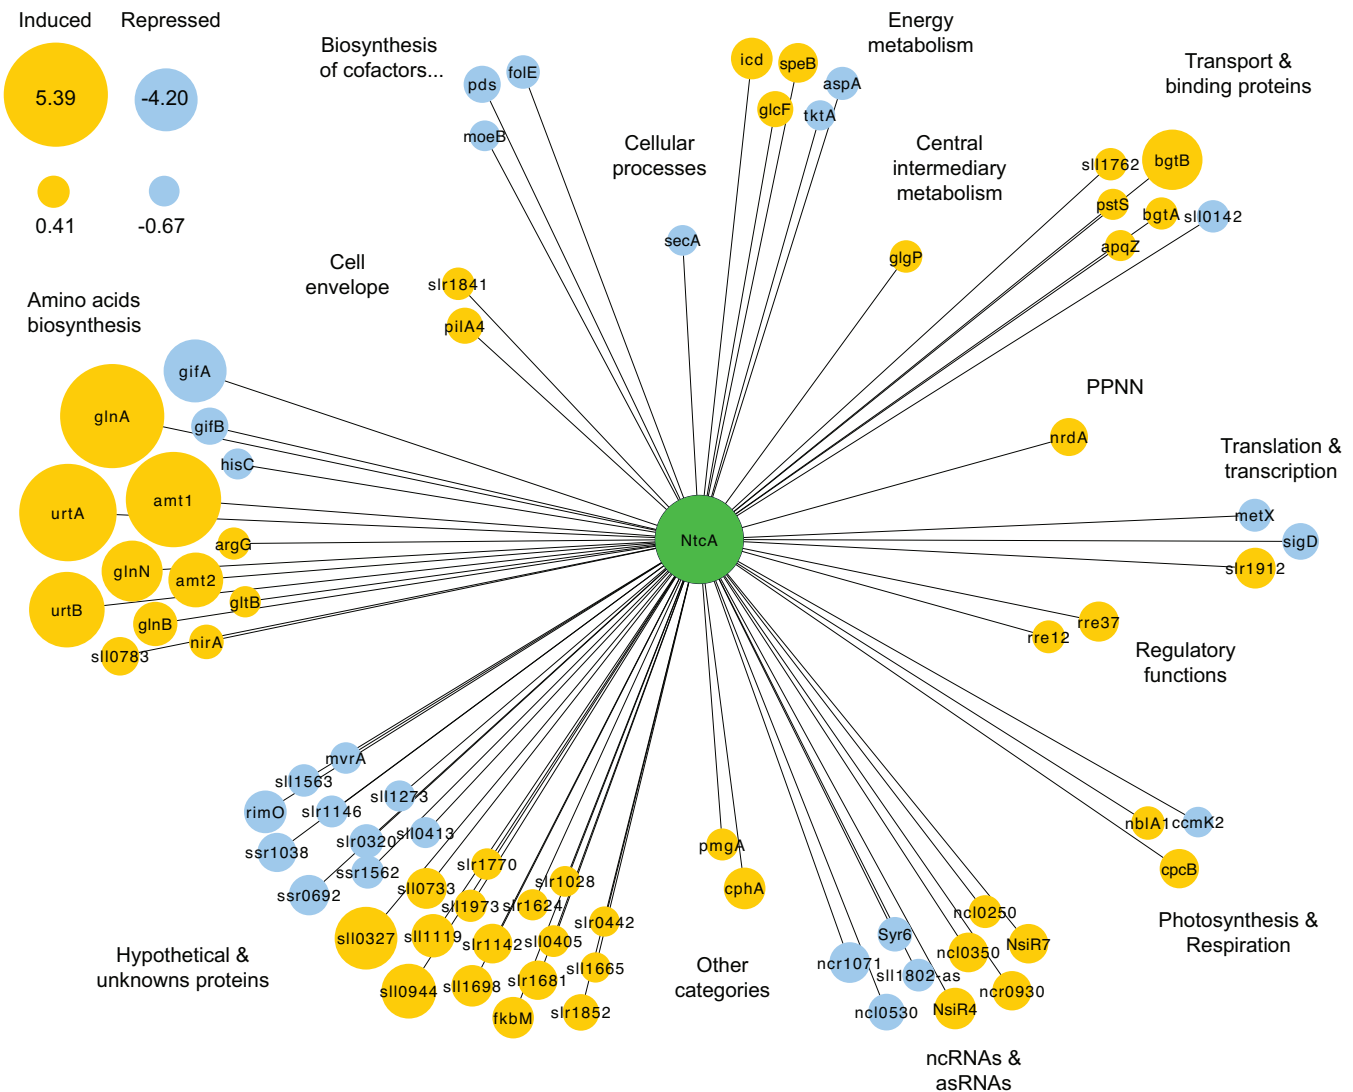 Induced
Repressed
5.39
-4.20
0.41
-0.67
Biosynthesis
of cofactors...
pds
folE
moeB
Cellular
processes
secA
Energy
metabolism
icd
speB
aspA
glcF
tktA
Central
intermediary
metabolism
glgP
Transport &
binding proteins
sll1762
bgtB
pstS
bgtA
sll0142
apqZ
Cell
envelope
slr1841
pilA4
Amino acids
biosynthesis
gifA
glnA
gifB
hisC
amt1
urtA
argG
glnN
amt2
urtB
gltB
glnB
nirA
sll0783
NtcA
PPNN
nrdA
Translation &
transcription
metX
sigD
slr1912
rre37
rre12
Regulatory
functions
mvrA
sll1563
rimO
slr1146
sll1273
ssr1038
slr0320
sll0413
ssr1562
ssr0692
slr1770
sll0733
slr1028
sll1973
slr1624
slr0442
sll0327
sll1119
slr1142
sll0405
sll1665
sll0944
sll1698
slr1681
fkbM
slr1852
Hypothetical &
unknowns proteins
pmgA
cphA
Other
categories
ncl0250
Syr6
NsiR7
ncl0350
ncr1071
sll1802-as
ncr0930
ncl0530
NsiR4
ncRNAs &
asRNAs
nblA1
ccmK2
cpcB
Photosynthesis &
Respiration